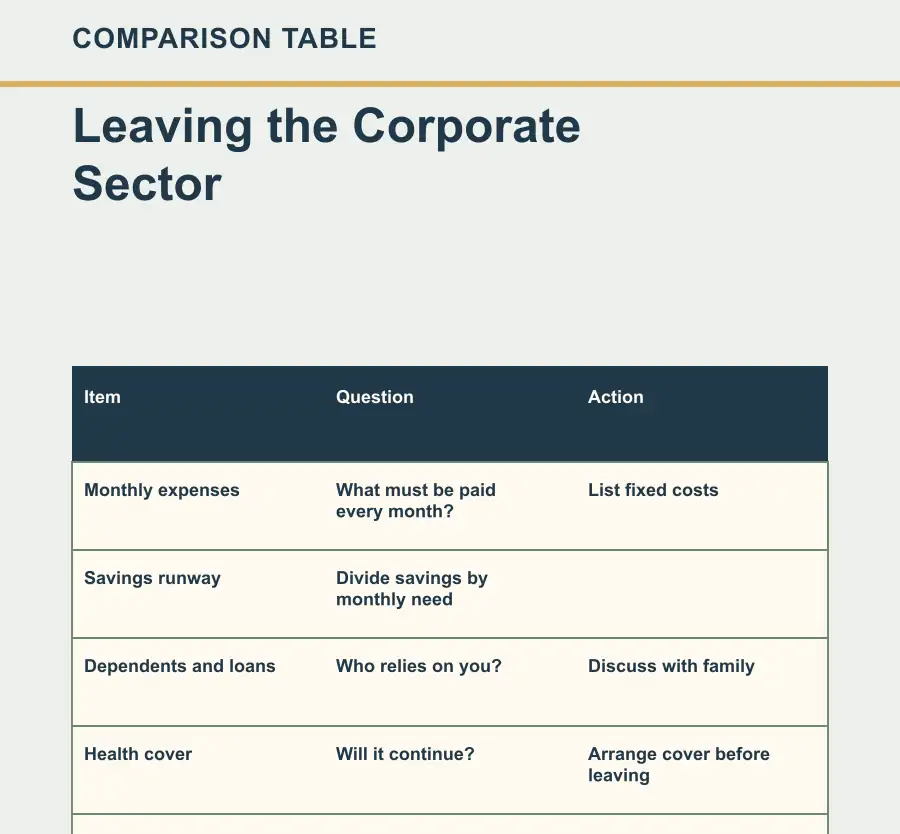 COMPARISON TABLE
Leaving the Corporate
Sector
Item Question Action
Monthly expenses What must be paid List fixed costs
every month?
Savings runway Divide savings by
monthly need
Dependents and loans Who relies on you? Discuss with family
Health cover Will it continue? Arrange cover before
leaving